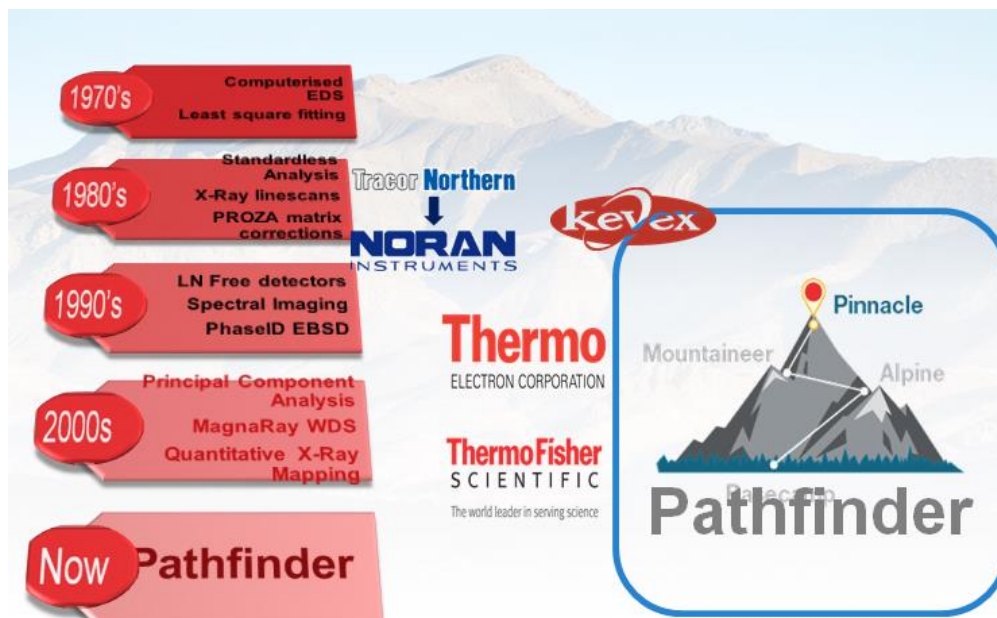 1970's
Computerised
EDS
Least square fitting
1980's
Standardless
Analysis
X-Ray linescans
PROZA matrix
corrections
1990's
LN Free detectors
Spectral Imaging
PhaseID EBSD
2000s
Principal Component
Analysis
MagnaRay WDS
Quantitative X-Ray
Mapping
Now
Pathfinder
Tracor Northern
NORAN
INSTRUMENTS
Kevex
Thermo
ELECTRON CORPORATION
ThermoFisher
SCIENTIFIC
The world leader in serving science
Pinnacle
Mountaineer
Alpine
Basecamp
Pathfinder